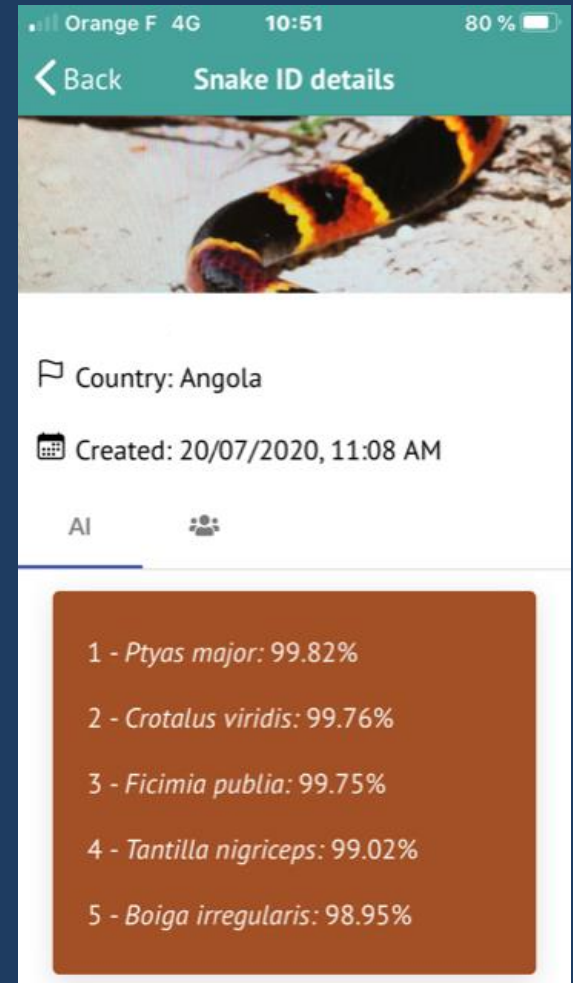 Orange F 4G 10:51 80 %
Back Snake ID details
Country: Angola
Created: 20/07/2020, 11:08 AM
AI
1 - Ptyas major: 99.82%
2 - Crotalus viridis: 99.76%
3 - Ficimia publia: 99.75%
4 - Tantilla nigriceps: 99.02%
5 - Boiga irregularis: 98.95%